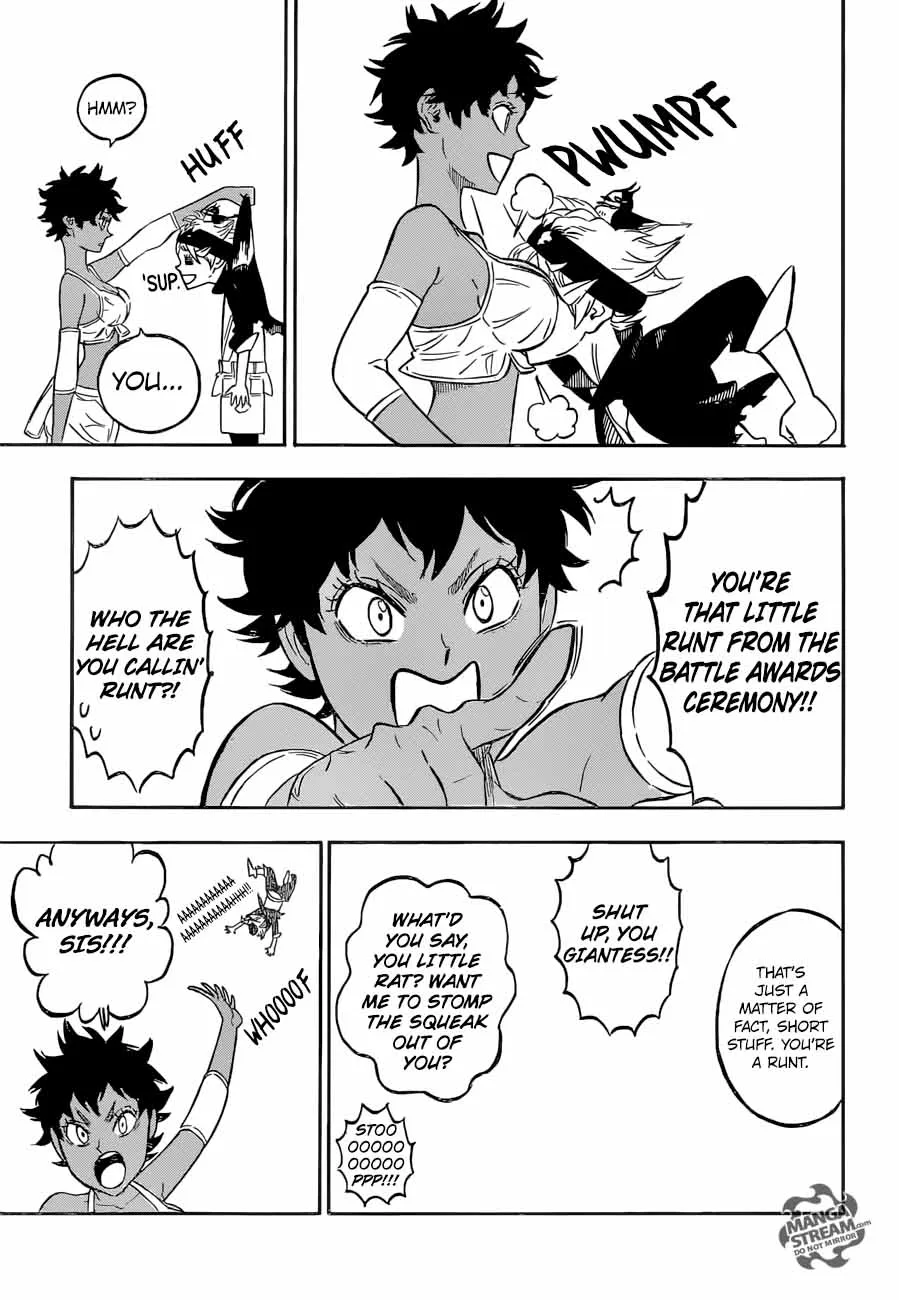 PWUMPF
HMM?
HUFF
'SUP.
YOU...
YOU'RE
THAT LITTLE
RUNT FROM THE
BATTLE AWARDS
CEREMONY!!
WHO THE
HELL ARE
YOU CALLIN'
RUNT?!
THAT'S
JUST A
MATTER OF
FACT, SHORT
STUFF. YOU'RE
A RUNT.
SHUT
UP, YOU
GIANTESS!!
WHAT'D
YOU SAY,
YOU LITTLE
RAT? WANT
ME TO STOMP
THE SQUEAK
OUT OF
YOU?
STOO
OOOOO
OOOOO
PPP!!!
AAAAAAAAAAAA
AAAAAAAAAAAHHH!!!
WHOOOOF
ANYWAYS,
SIS!!!
MANGA
STREAM.com
DO NOT MIRROR